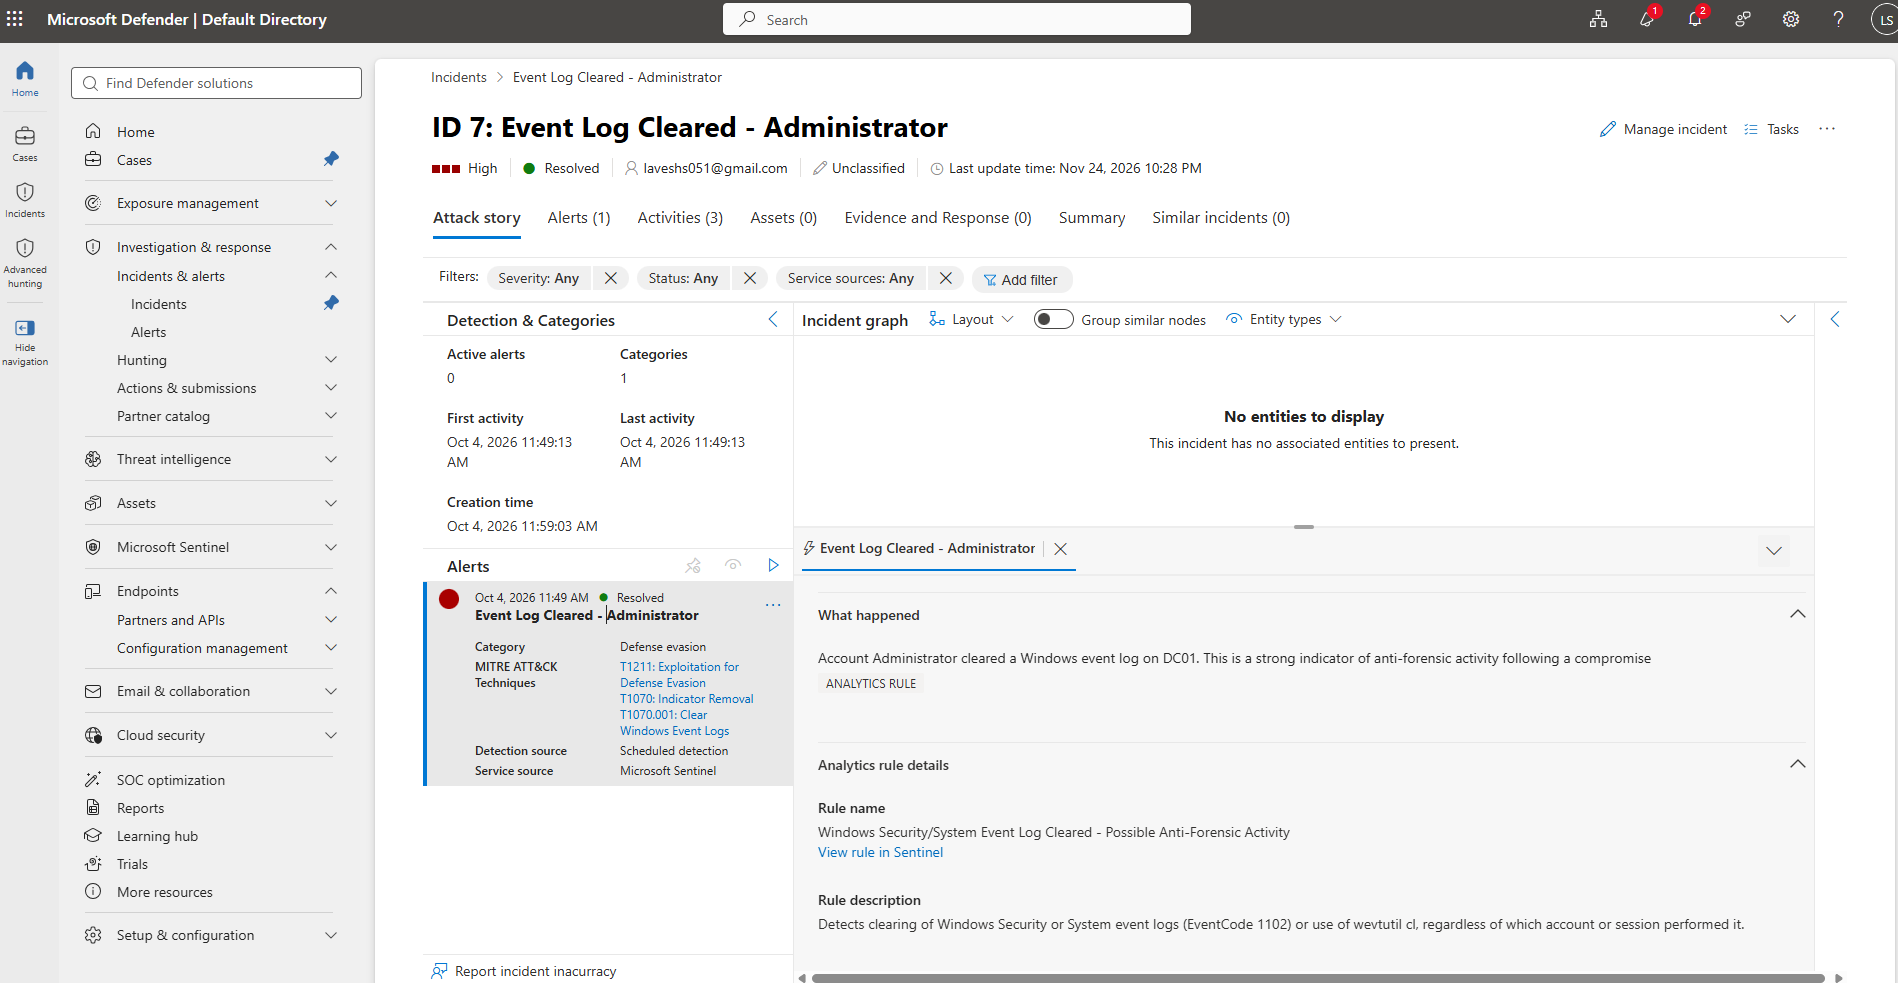 Microsoft Defender | Default Directory
Search
1
2
LS
Home
Cases
Incidents
Advanced
hunting
Hide
navigation
Find Defender solutions
Home
Cases
Exposure management
Investigation & response
Incidents & alerts
Incidents
Alerts
Hunting
Actions & submissions
Partner catalog
Threat intelligence
Assets
Microsoft Sentinel
Endpoints
Partners and APIs
Configuration management
Email & collaboration
Cloud security
SOC optimization
Reports
Learning hub
Trials
More resources
Setup & configuration
Incidents > Event Log Cleared - Administrator
ID 7: Event Log Cleared - Administrator
Manage incident
Tasks
High
Resolved
laveshs051@gmail.com
Unclassified
Last update time: Nov 24, 2026 10:28 PM
Attack story
Alerts (1)
Activities (3)
Assets (0)
Evidence and Response (0)
Summary
Similar incidents (0)
Filters:
Severity: Any
Status: Any
Service sources: Any
Add filter
Detection & Categories
Active alerts
Categories
0
1
First activity
Last activity
Oct 4, 2026 11:49:13
AM
Oct 4, 2026 11:49:13
AM
Creation time
Oct 4, 2026 11:59:03 AM
Alerts
Oct 4, 2026 11:49 AM
Resolved
Event Log Cleared - Administrator
Category
Defense evasion
MITRE ATT&CK
Techniques
T1211: Exploitation for
Defense Evasion
T1070: Indicator Removal
T1070.001: Clear
Windows Event Logs
Detection source
Scheduled detection
Service source
Microsoft Sentinel
Report incident inacurracy
Incident graph
Layout
Group similar nodes
Entity types
No entities to display
This incident has no associated entities to present.
Event Log Cleared - Administrator
What happened
Account Administrator cleared a Windows event log on DC01. This is a strong indicator of anti-forensic activity following a compromise
ANALYTICS RULE
Analytics rule details
Rule name
Windows Security/System Event Log Cleared - Possible Anti-Forensic Activity
View rule in Sentinel
Rule description
Detects clearing of Windows Security or System event logs (EventCode 1102) or use of wevtutil cl, regardless of which account or session performed it.